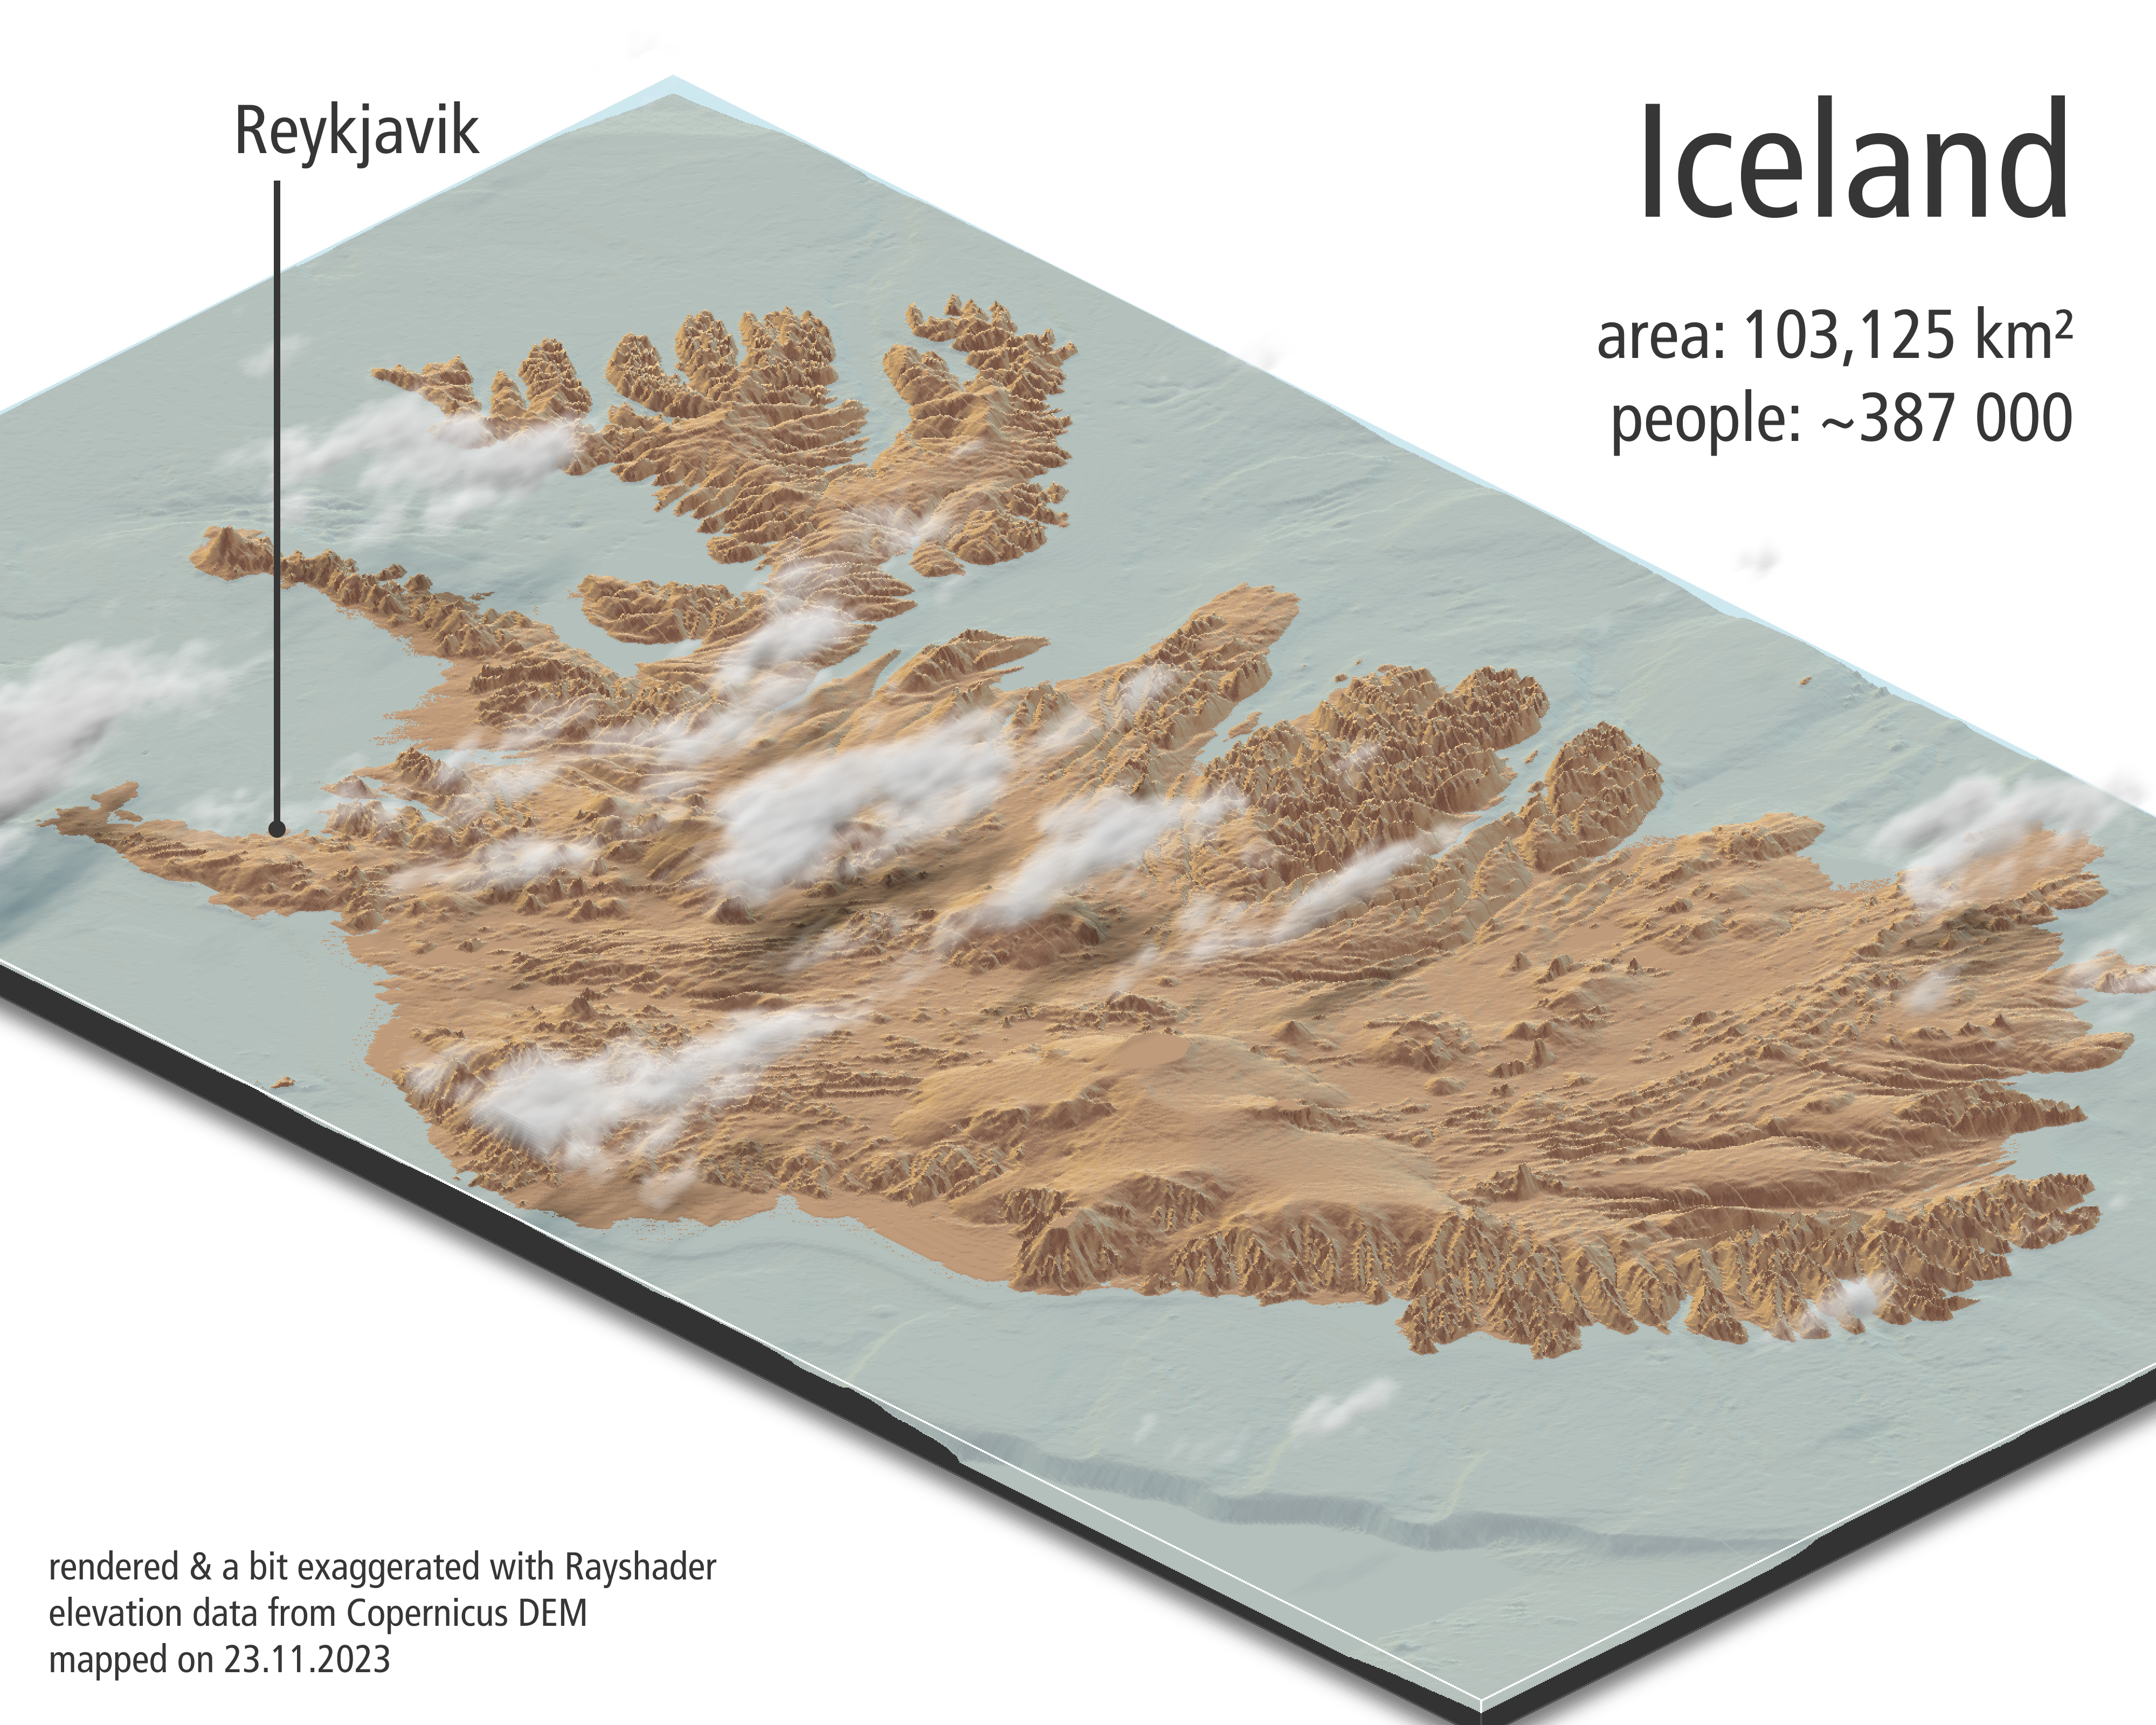 Reykjavik
Iceland
area: 103,125 km²
people: ~387 000
rendered & a bit exaggerated with Rayshader
elevation data from Copernicus DEM
mapped on 23.11.2023